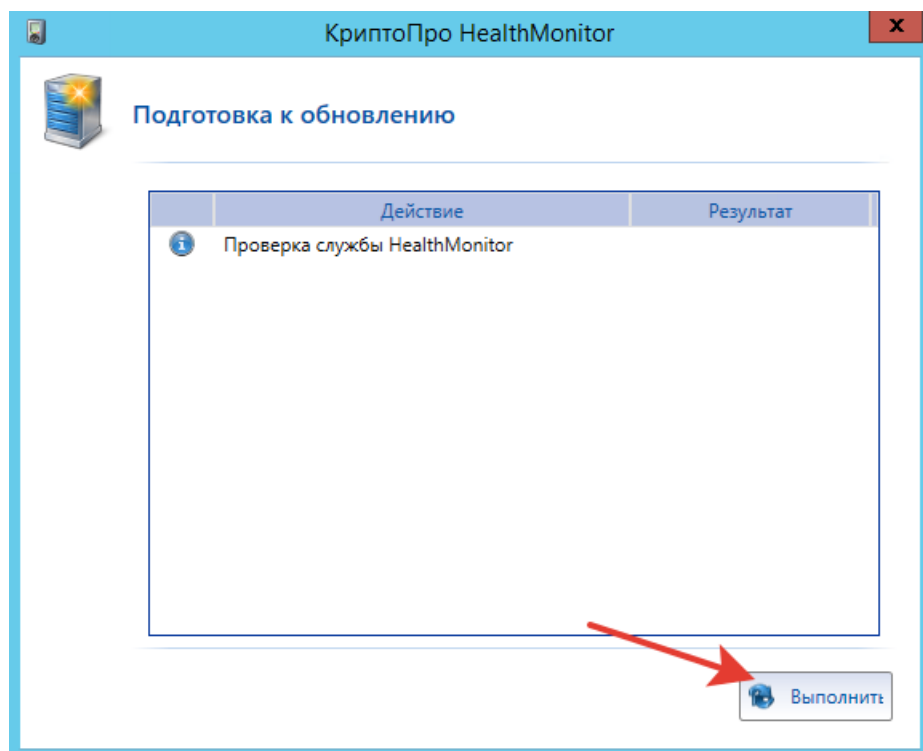 КриптоПро HealthMonitor
x
Подготовка к обновлению
Действие Результат
Проверка службы HealthMonitor
Выполнить